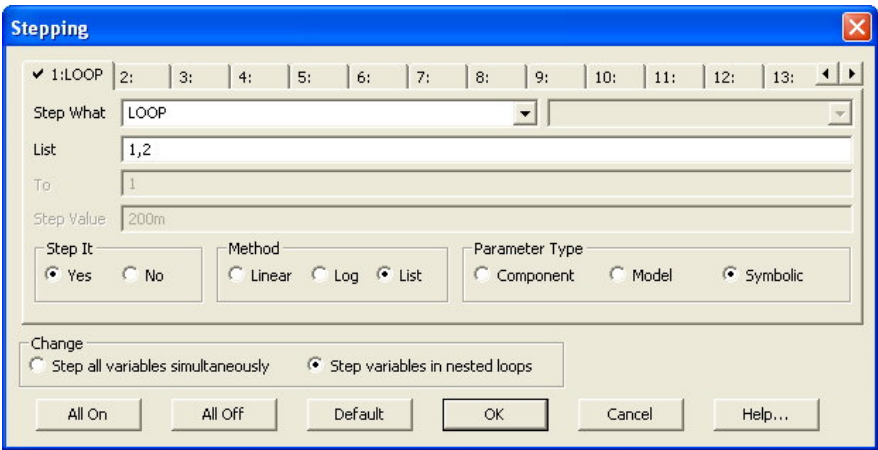 Stepping
1:LOOP 2: 3: 4: 5: 6: 7: 8: 9: 10: 11: 12: 13:
Step What LOOP
List 1,2
To 1
Step Value 200m
Step It Method Parameter Type
Yes No Linear Log List Component Model Symbolic
Change
Step all variables simultaneously Step variables in nested loops
All On All Off Default OK Cancel Help...